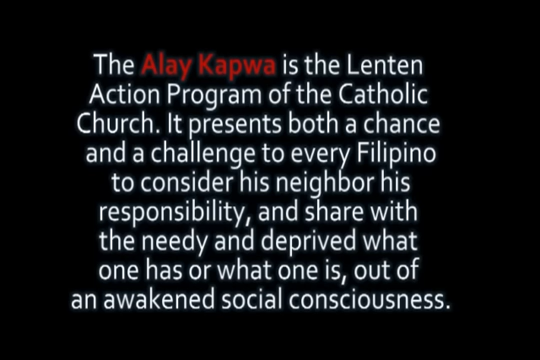 The Alay Kapwa is the Lenten
Action Program of the Catholic
Church. It presents both a chance
and a challenge to every Filipino
to consider his neighbor his
responsibility, and share with
the needy and deprived what
one has or what one is, out of
an awakened social consciousness.